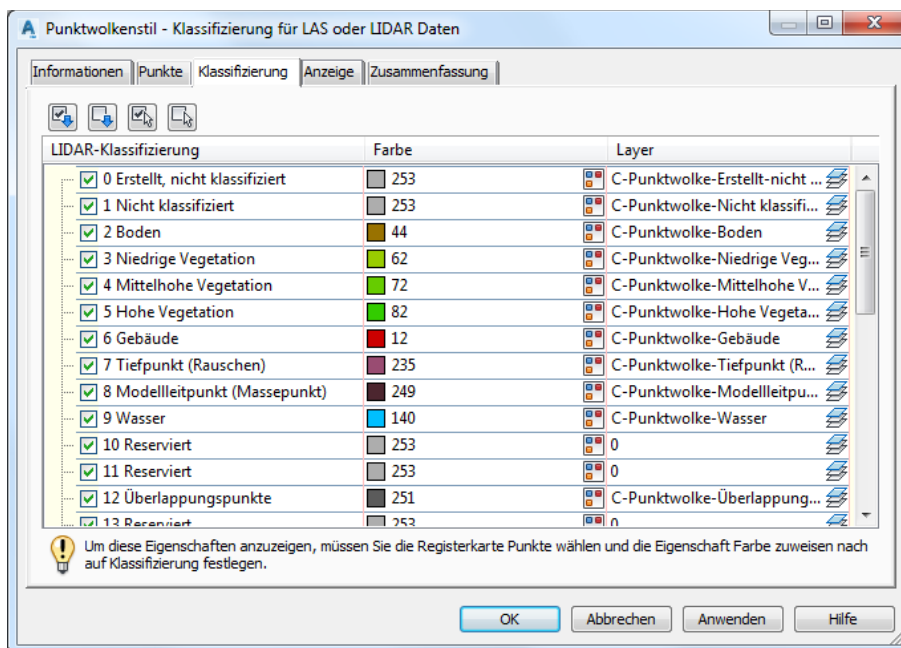 Punktwolkenstil - Klassifizierung für LAS oder LIDAR Daten
Informationen Punkte Klassifizierung Anzeige Zusammenfassung
LIDAR-Klassifizierung Farbe Layer
0 Erstellt, nicht klassifiziert 253 C-Punktwolke-Erstellt-nicht ...
1 Nicht klassifiziert 253 C-Punktwolke-Nicht klassifi...
2 Boden 44 C-Punktwolke-Boden
3 Niedrige Vegetation 62 C-Punktwolke-Niedrige Veg...
4 Mittelhohe Vegetation 72 C-Punktwolke-Mittelhohe V...
5 Hohe Vegetation 82 C-Punktwolke-Hohe Vegeta...
6 Gebäude 12 C-Punktwolke-Gebäude
7 Tiefpunkt (Rauschen) 235 C-Punktwolke-Tiefpunkt (R...
8 Modellleitpunkt (Massepunkt) 249 C-Punktwolke-Modellleitpu...
9 Wasser 140 C-Punktwolke-Wasser
10 Reserviert 253 0
11 Reserviert 253 0
12 Überlappungspunkte 251 C-Punktwolke-Überlappung...
13 Reserviert 253 0
Um diese Eigenschaften anzuzeigen, müssen Sie die Registerkarte Punkte wählen und die Eigenschaft Farbe zuweisen nach
auf Klassifizierung festlegen.
OK Abbrechen Anwenden Hilfe